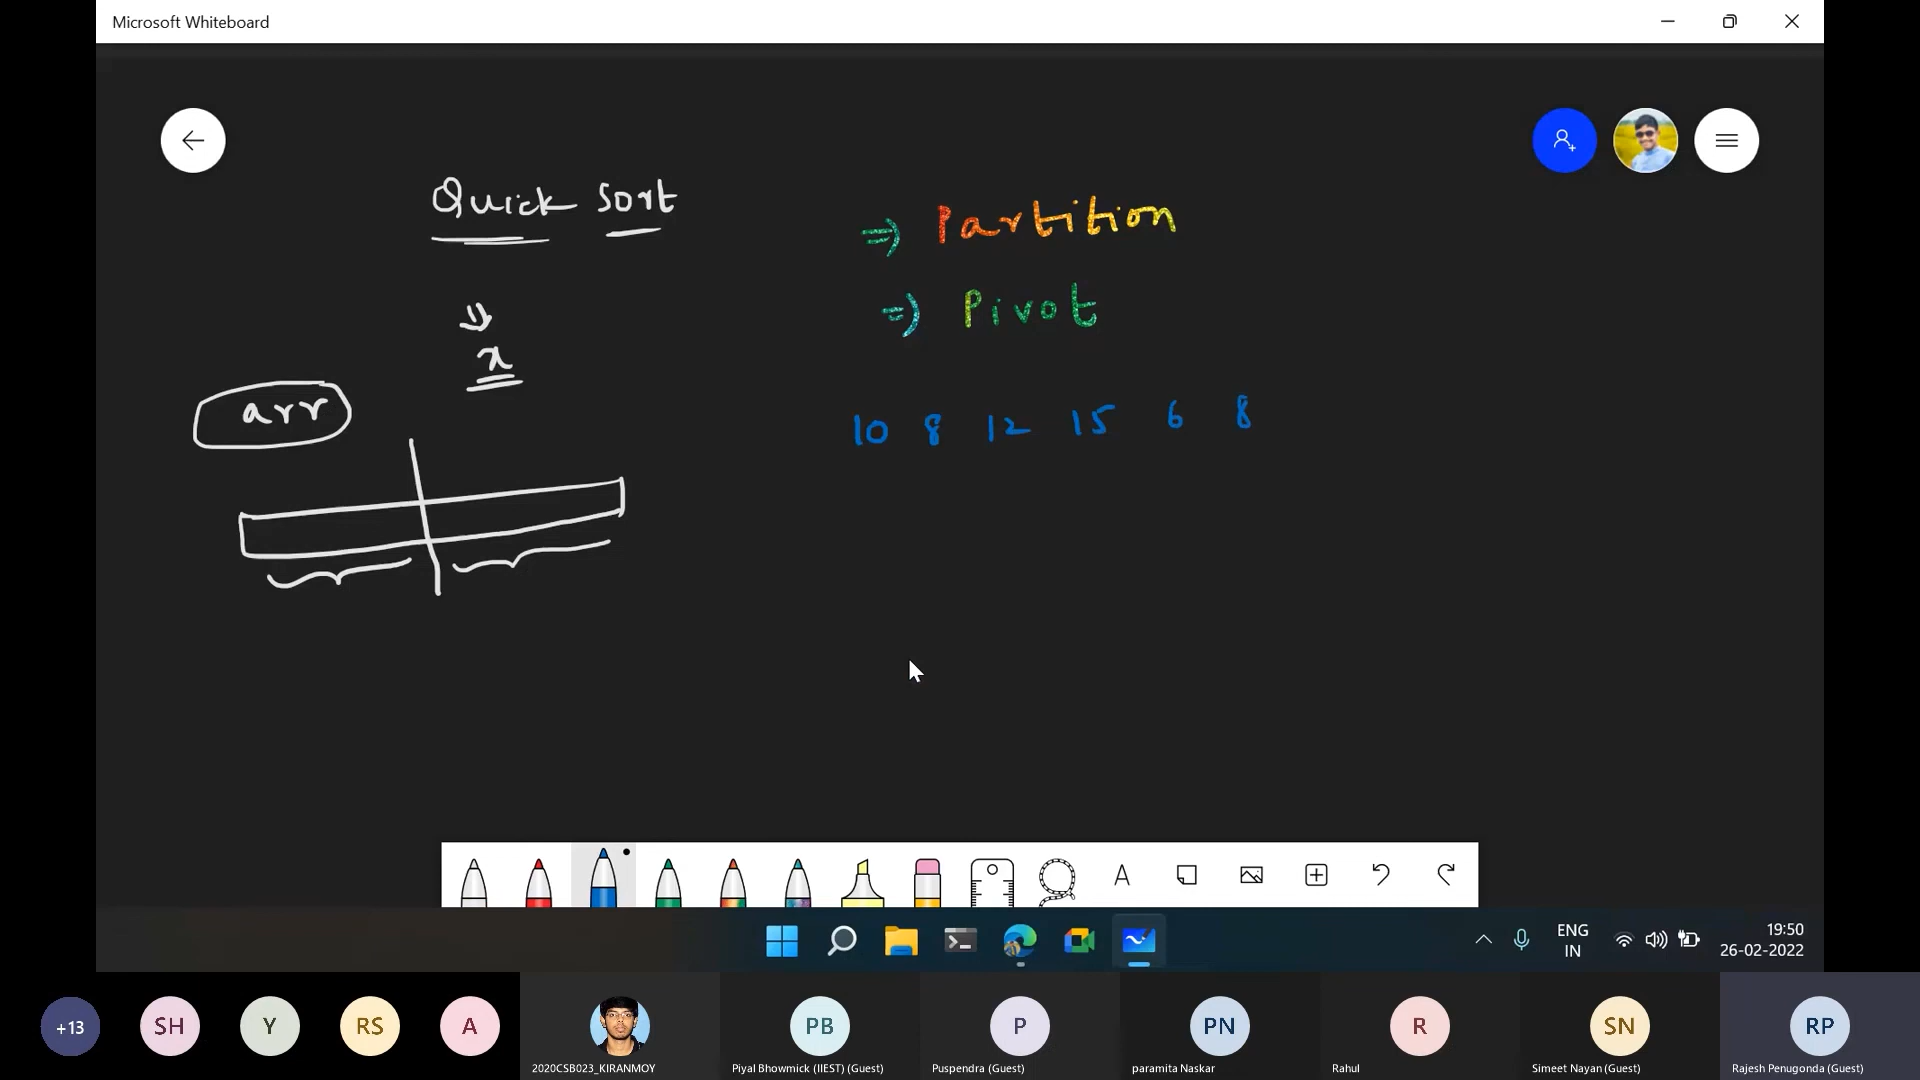 Microsoft Whiteboard
Quick Sort
⇒ Partition
⇒ Pivot
x
arr
10 8 12 15 6 8
A
ENG
IN
19:50
26-02-2022
+13
SH
Y
RS
A
PB
P
PN
R
SN
RP
2020CSB023_KIRANMOY
Piyal Bhowmick (IIEST) (Guest)
Puspendra (Guest)
paramita Naskar
Rahul
Simeet Nayan (Guest)
Rajesh Penugonda (Guest)